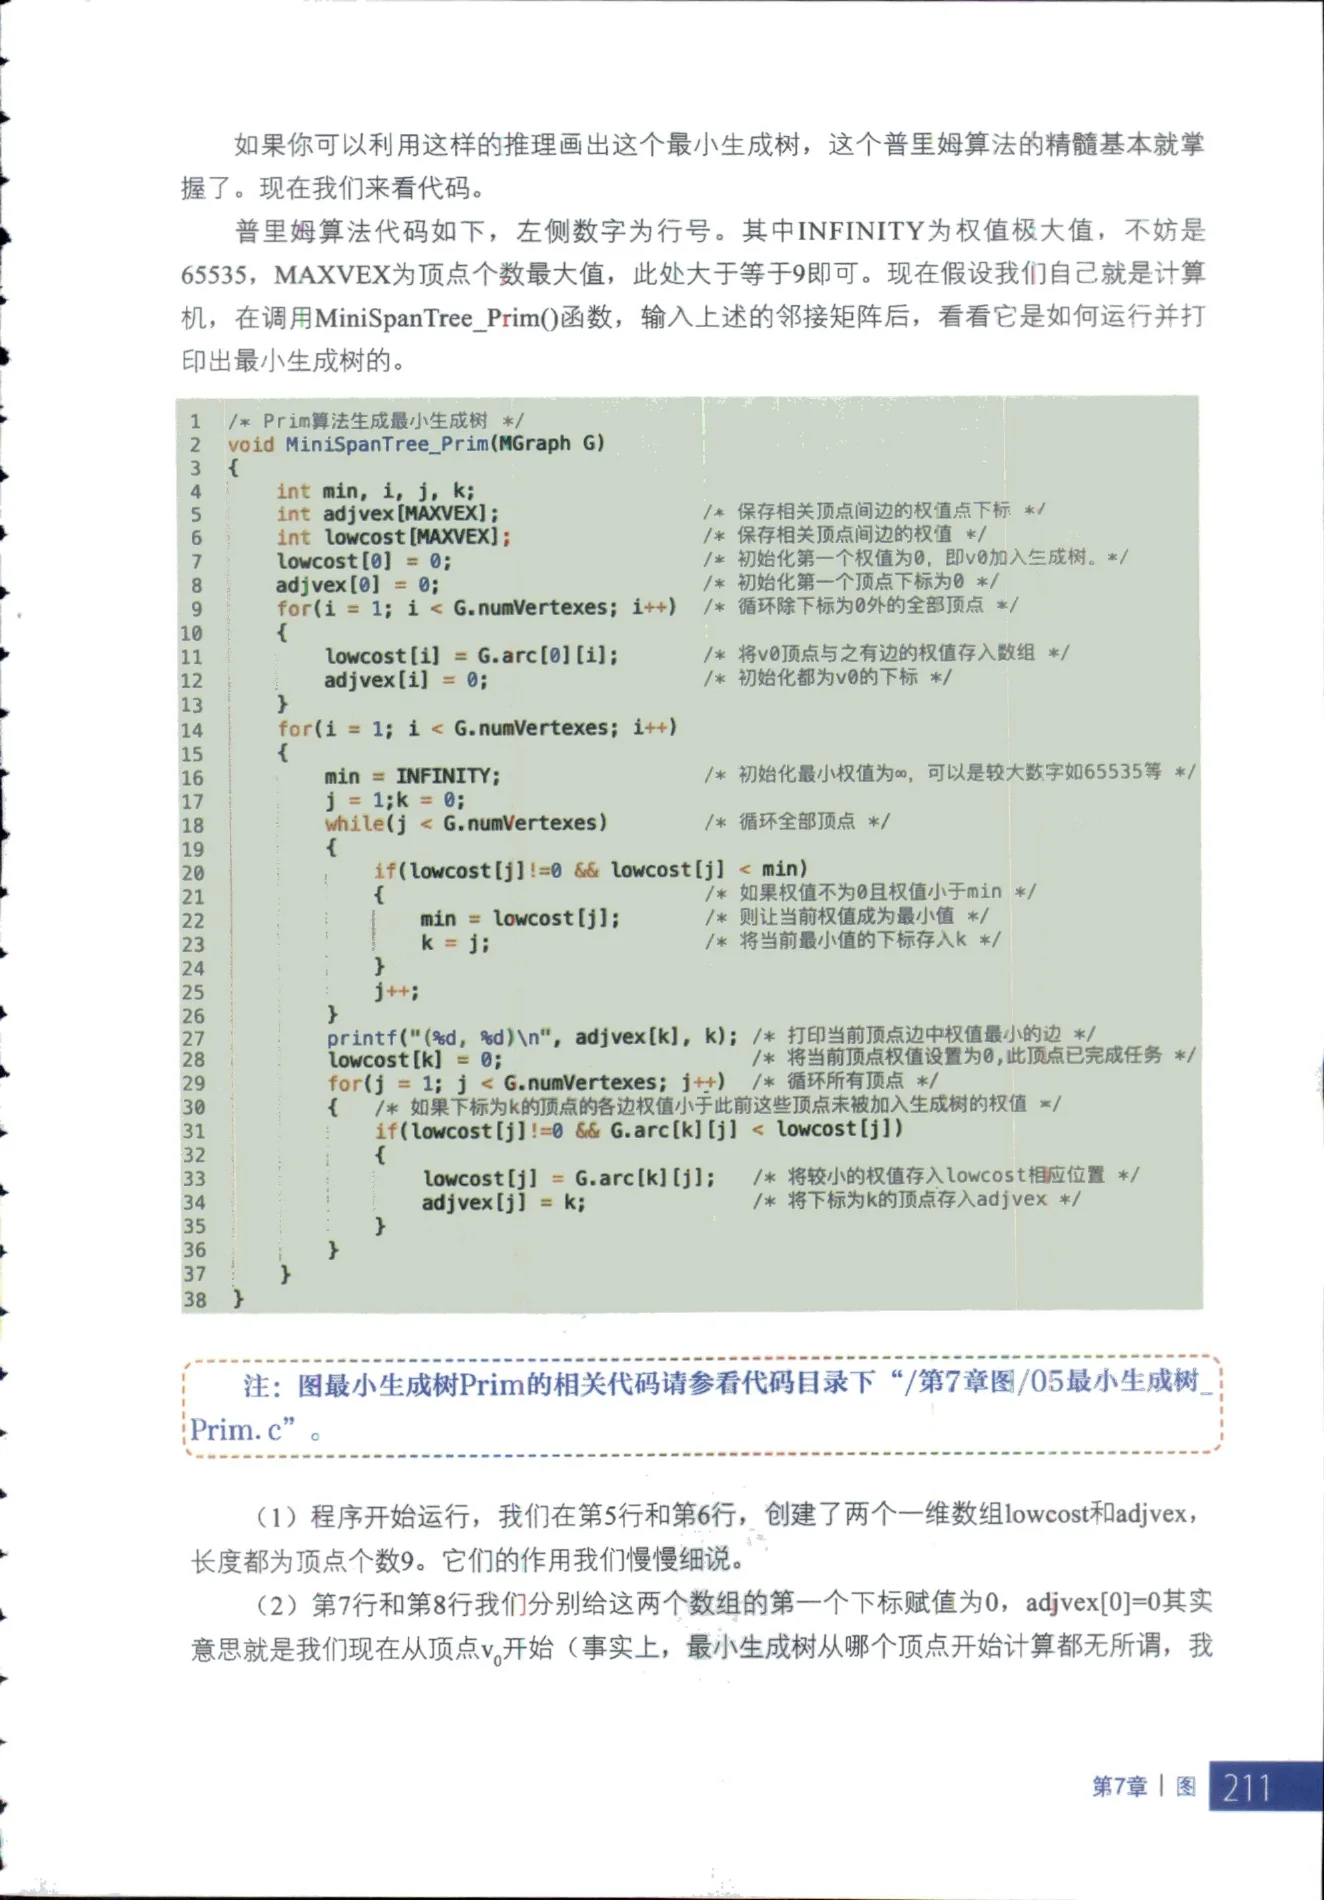 如果你可以利用这样的推理画出这个最小生成树，这个普里姆算法的精髓基本就掌
握了。现在我们来看代码。
普里姆算法代码如下，左侧数字为行号。其中INFINITY为权值极大值，不妨是
65535，MAXVEX为顶点个数最大值，此处大于等于9即可。现在假设我们自己就是计算
机，在调用MiniSpanTree_Prim()函数，输入上述的邻接矩阵后，看看它是如何运行并打
印出最小生成树的。
1 /* Prim算法生成最小生成树 */
2 void MiniSpanTree_Prim(MGraph G)
3 {
4 int min, i, j, k;
5 int adjvex[MAXVEX]; /* 保存相关顶点间边的权值点下标 */
6 int lowcost[MAXVEX]; /* 保存相关顶点间边的权值 */
7 lowcost[0] = 0; /* 初始化第一个权值为0，即v0加入生成树。*/
8 adjvex[0] = 0; /* 初始化第一个顶点下标为0 */
9 for(i = 1; i < G.numVertexes; i++) /* 循环除下标为0外的全部顶点 */
10 {
11 lowcost[i] = G.arc[0][i]; /* 将v0顶点与之有边的权值存入数组 */
12 adjvex[i] = 0; /* 初始化都为v0的下标 */
13 }
14 for(i = 1; i < G.numVertexes; i++)
15 {
16 min = INFINITY; /* 初始化最小权值为∞，可以是较大数字如65535等 */
17 j = 1;k = 0;
18 while(j < G.numVertexes) /* 循环全部顶点 */
19 {
20 if(lowcost[j]!=0 && lowcost[j] < min)
21 { /* 如果权值不为0且权值小于min */
22 min = lowcost[j]; /* 则让当前权值成为最小值 */
23 k = j; /* 将当前最小值的下标存入k */
24 }
25 j++;
26 }
27 printf("(%d, %d)\n", adjvex[k], k); /* 打印当前顶点边中权值最小的边 */
28 lowcost[k] = 0; /* 将当前顶点权值设置为0,此顶点已完成任务 */
29 for(j = 1; j < G.numVertexes; j++) /* 循环所有顶点 */
30 { /* 如果下标为k的顶点的各边权值小于此前这些顶点未被加入生成树的权值 */
31 if(lowcost[j]!=0 && G.arc[k][j] < lowcost[j])
32 {
33 lowcost[j] = G.arc[k][j]; /* 将较小的权值存入lowcost相应位置 */
34 adjvex[j] = k; /* 将下标为k的顶点存入adjvex */
35 }
36 }
37 }
38 }
注：图最小生成树Prim的相关代码请参看代码目录下“/第7章图/05最小生成树_
Prim.c”。
（1）程序开始运行，我们在第5行和第6行，创建了两个一维数组lowcost和adjvex，
长度都为顶点个数9。它们的作用我们慢慢细说。
（2）第7行和第8行我们分别给这两个数组的第一个下标赋值为0，adjvex[0]=0其实
意思就是我们现在从顶点v0开始（事实上，最小生成树从哪个顶点开始计算都无所谓，我
第7章 | 图 211